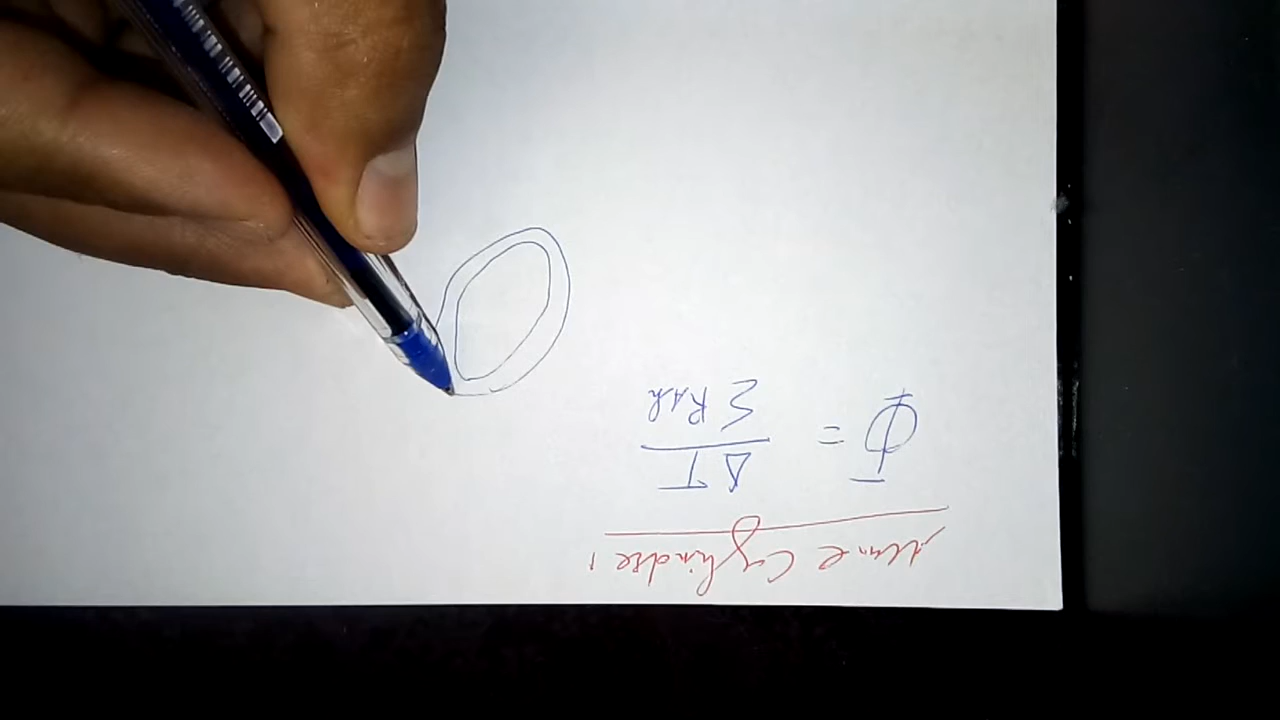 Cylindre :
Φ = ΔT / Σ Rth